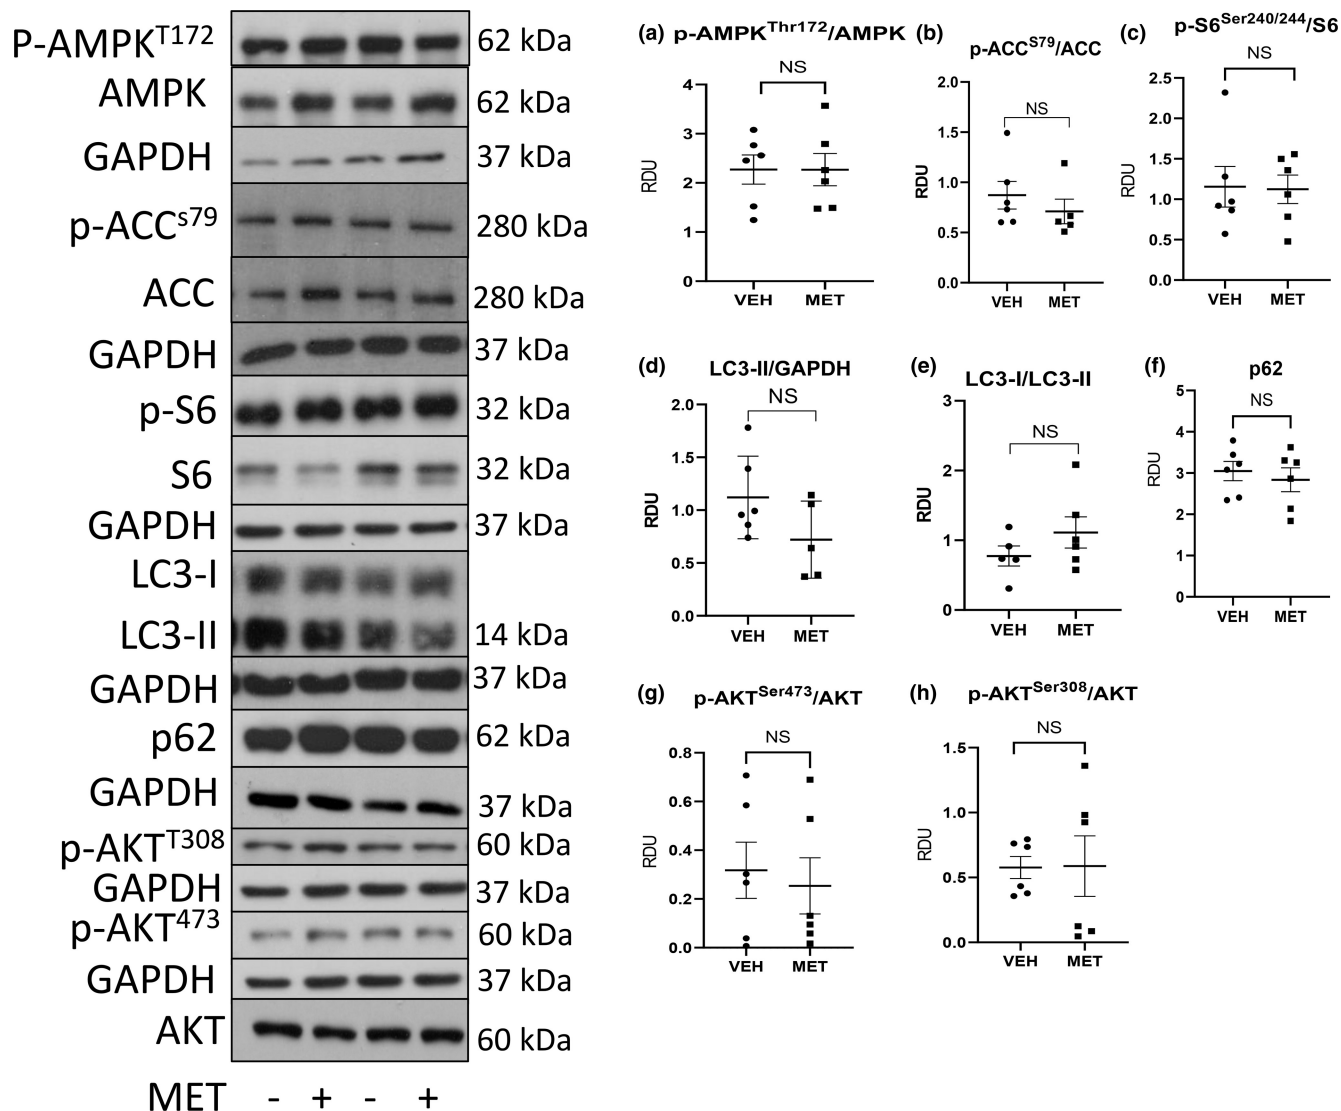 P-AMPKT172 62 kDa
AMPK 62 kDa
GAPDH 37 kDa
p-ACCs79 280 kDa
ACC 280 kDa
GAPDH 37 kDa
p-S6 32 kDa
S6 32 kDa
GAPDH 37 kDa
LC3-I
LC3-II 14 kDa
GAPDH 37 kDa
p62 62 kDa
GAPDH 37 kDa
p-AKTT308 60 kDa
GAPDH 37 kDa
p-AKT473 60 kDa
GAPDH 37 kDa
AKT 60 kDa
MET - + - +
(a) p-AMPKThr172/AMPK
NS
RDU
4
3
2
1
0
VEH MET
(b) p-ACCS79/ACC
NS
RDU
2.0
1.5
1.0
0.5
0.0
VEH MET
(c) p-S6Ser240/244/S6
NS
RDU
2.5
2.0
1.5
1.0
0.5
0.0
VEH MET
(d) LC3-II/GAPDH
NS
RDU
2.0
1.5
1.0
0.5
0.0
VEH MET
(e) LC3-I/LC3-II
NS
RDU
3
2
1
0
VEH MET
(f) p62
NS
RDU
5
4
3
2
1
0
VEH MET
(g) p-AKTSer473/AKT
NS
RDU
0.8
0.6
0.4
0.2
0.0
VEH MET
(h) p-AKTSer308/AKT
NS
RDU
1.5
1.0
0.5
0.0
VEH MET